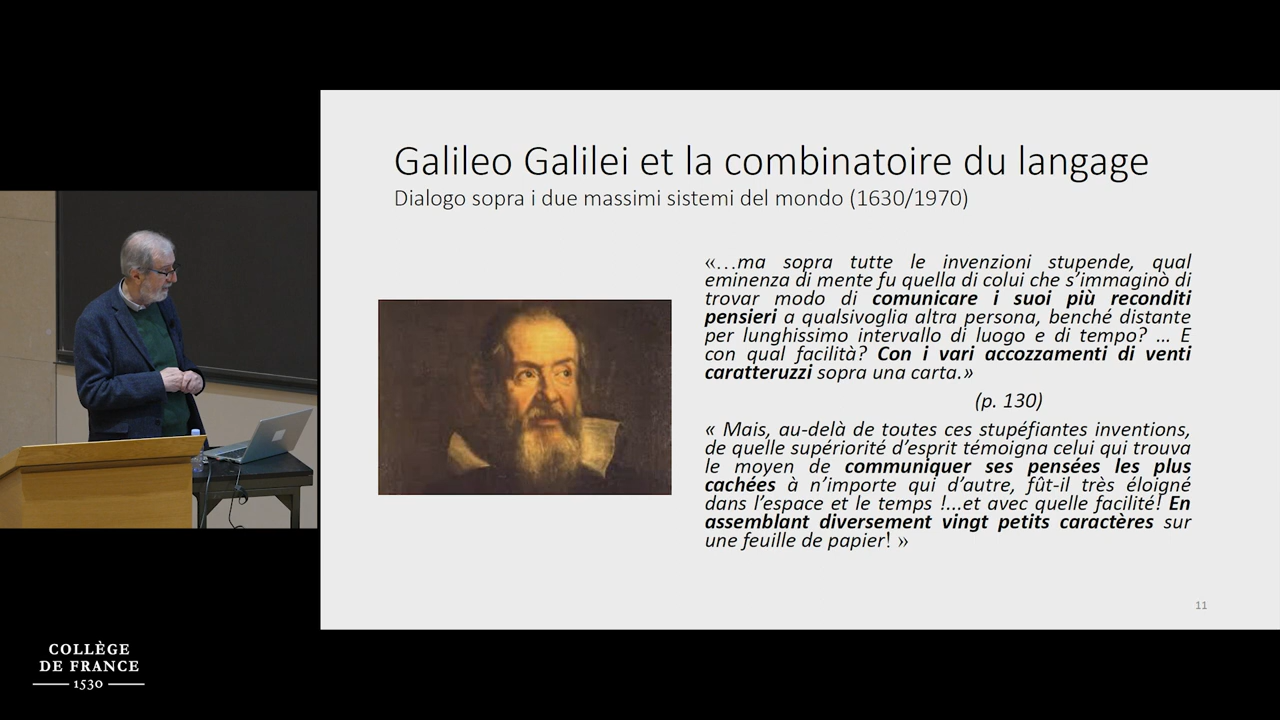 Galileo Galilei et la combinatoire du langage
Dialogo sopra i due massimi sistemi del mondo (1630/1970)
«…ma sopra tutte le invenzioni stupende, qual
eminenza di mente fu quella di colui che s’immaginò di
trovar modo di comunicare i suoi più reconditi
pensieri a qualsivoglia altra persona, benché distante
per lunghissimo intervallo di luogo e di tempo? … E
con qual facilità? Con i vari accozzamenti di venti
caratteruzzi sopra una carta.»
(p. 130)
« Mais, au-delà de toutes ces stupéfiantes inventions,
de quelle supériorité d’esprit témoigna celui qui trouva
le moyen de communiquer ses pensées les plus
cachées à n’importe qui d’autre, fût-il très éloigné
dans l’espace et le temps !...et avec quelle facilité! En
assemblant diversement vingt petits caractères sur
une feuille de papier! »
11
COLLÈGE
DE FRANCE
1530